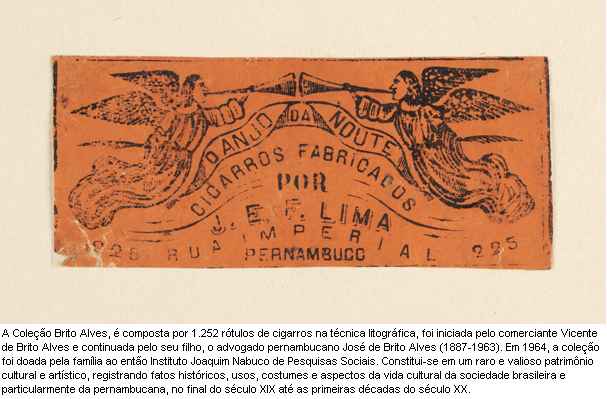 O ANJO DA NOUTE
CIGARROS FABRICADOS
POR
J. E. F. LIMA
225 RUA IMPERIAL 225
PERNAMBUCO
A Coleção Brito Alves, é composta por 1.252 rótulos de cigarros na técnica litográfica, foi iniciada pelo comerciante Vicente
de Brito Alves e continuada pelo seu filho, o advogado pernambucano José de Brito Alves (1887-1963). Em 1964, a coleção
foi doada pela família ao então Instituto Joaquim Nabuco de Pesquisas Sociais. Constitui-se em um raro e valioso patrimônio
cultural e artístico, registrando fatos históricos, usos, costumes e aspectos da vida cultural da sociedade brasileira e
particularmente da pernambucana, no final do século XIX até as primeiras décadas do século XX.